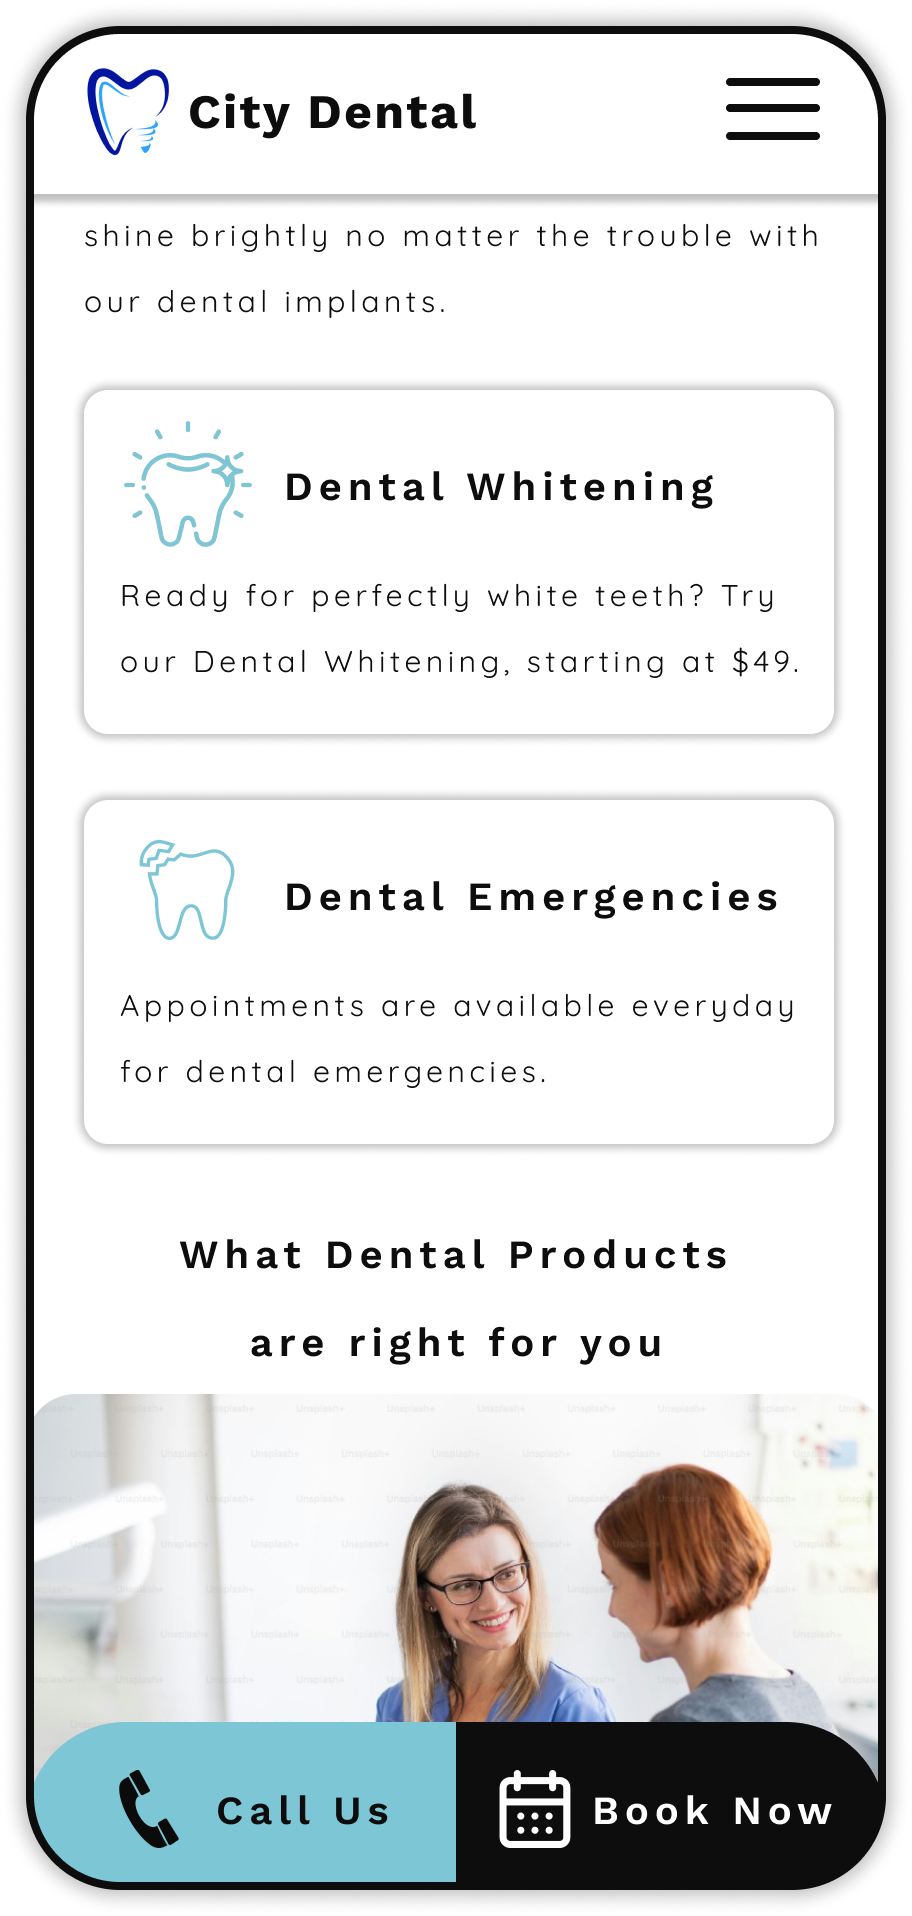 City Dental
shine brightly no matter the trouble with
our dental implants.
Dental Whitening
Ready for perfectly white teeth? Try
our Dental Whitening, starting at $49.
Dental Emergencies
Appointments are available everyday
for dental emergencies.
What Dental Products
are right for you
Unsplash+
Call Us
Book Now